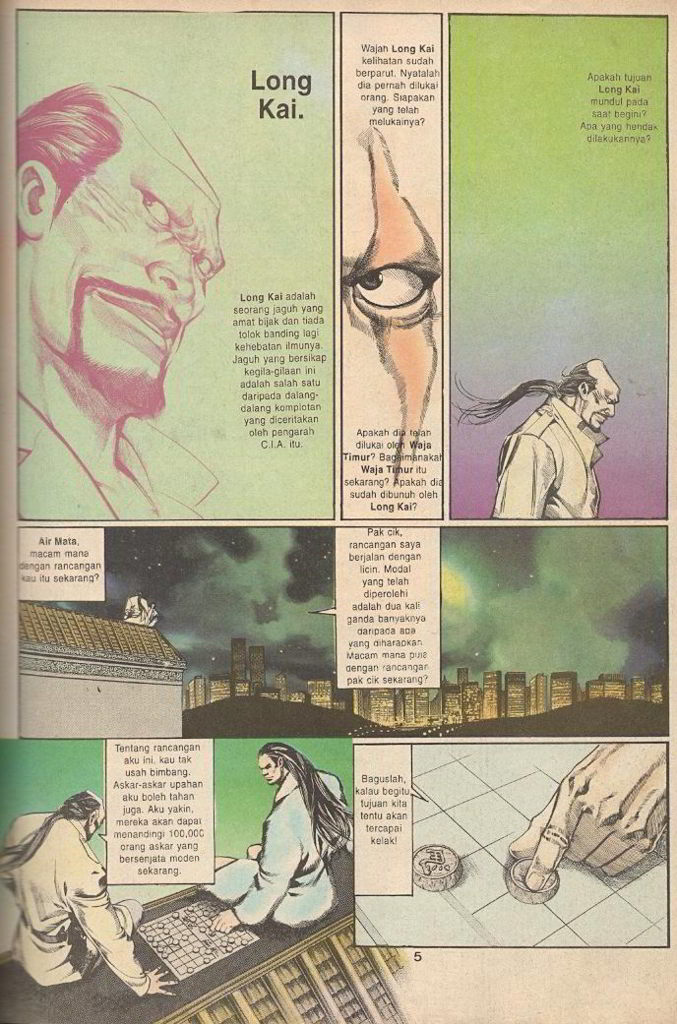 Long
Kai.
Long Kai adalah
seorang jaguh yang
amat bijak dan tiada
tolok banding lagi
kehebatan ilmunya.
Jaguh yang bersikap
kegila-gilaan ini
adalah salah satu
daripada dalang-
dalang komplotan
yang diceritakan
oleh pengarah
C.I.A. itu.
Wajah Long Kai
kelihatan sudah
berparut. Nyatalah
dia pernah dilukai
orang. Siapakah
yang telah
melukainya?
Apakah dia telah
dilukai oleh Waja
Timur? Bagaimanakah
Waja Timur itu
sekarang? Apakah dia
sudah dibunuh oleh
Long Kai?
Apakah tujuan
Long Kai
mundul pada
saat begini?
Apa yang hendak
dilakukannya?
Air Mata,
macam mana
dengan rancangan
kau itu sekarang?
Pak cik,
rancangan saya
berjalan dengan
licin. Modal
yang telah
diperolehi
adalah dua kali
ganda banyaknya
daripada apa
yang diharapkan.
Macam mana pula
dengan rancangan
pak cik sekarang?
Tentang rancangan
aku ini, kau tak
usah bimbang.
Askar-askar upahan
aku boleh tahan
juga. Aku yakin,
mereka akan dapat
menandingi 100,000
orang askar yang
bersenjata moden
sekarang.
Baguslah,
kalau begitu
tujuan kita
tentu akan
tercapai
kelak!
5